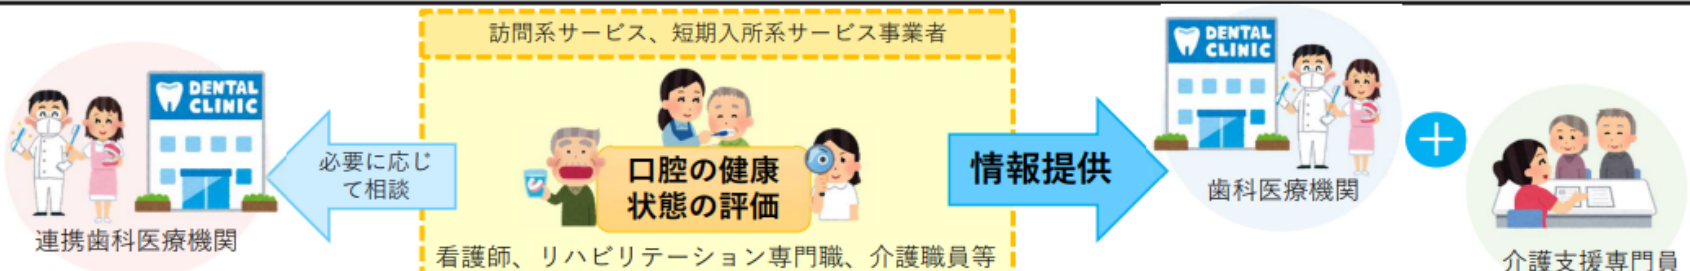 訪問系サービス、短期入所系サービス事業者
DENTAL
CLINIC
連携歯科医療機関
必要に応じ
て相談
口腔の健康
状態の評価
看護師、リハビリテーション専門職、介護職員等
情報提供
DENTAL
CLINIC
歯科医療機関
介護支援専門員